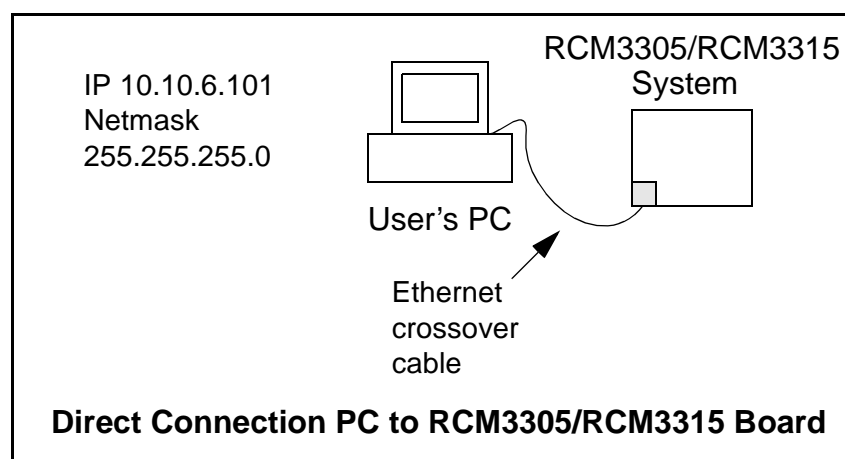 IP 10.10.6.101
Netmask
255.255.255.0
RCM3305/RCM3315
System
User’s PC
Ethernet
crossover
cable
Direct Connection PC to RCM3305/RCM3315 Board